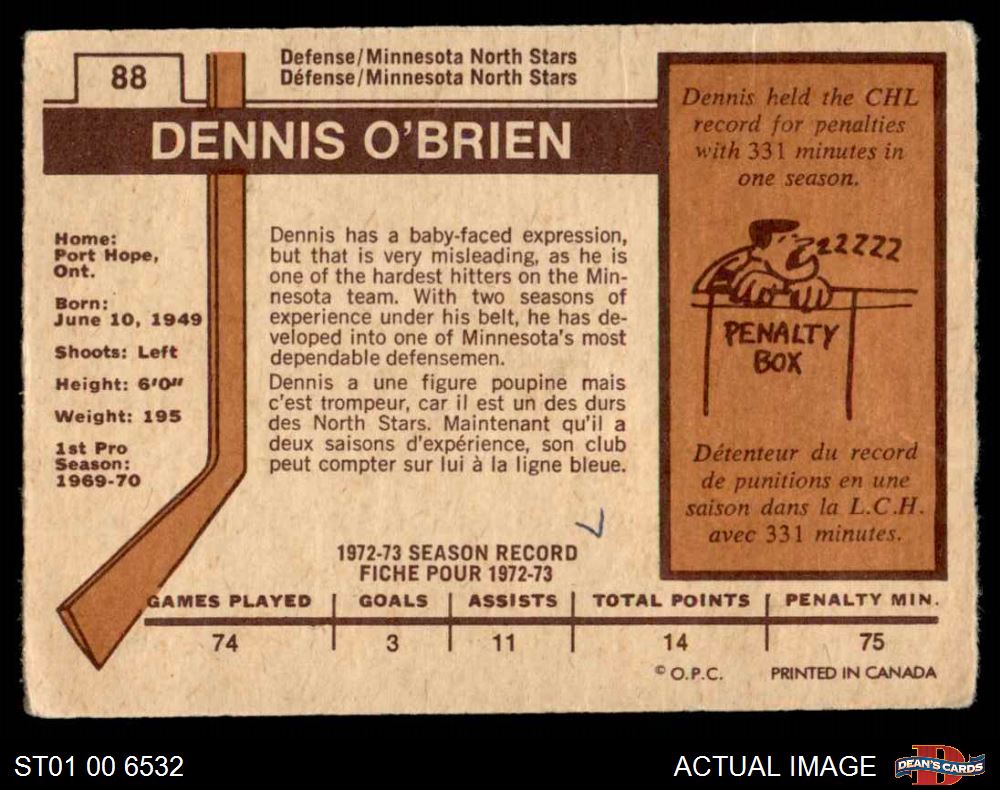 88
Defense/Minnesota North Stars
Défense/Minnesota North Stars
DENNIS O'BRIEN
Home:
Port Hope,
Ont.
Born:
June 10, 1949
Shoots: Left
Height: 6'0"
Weight: 195
1st Pro
Season:
1969-70
Dennis has a baby-faced expression,
but that is very misleading, as he is
one of the hardest hitters on the Min-
nesota team. With two seasons of
experience under his belt, he has de-
veloped into one of Minnesota's most
dependable defensemen.
Dennis a une figure poupine mais
c'est trompeur, car il est un des durs
des North Stars. Maintenant qu'il a
deux saisons d'expérience, son club
peut compter sur lui à la ligne bleue.
Dennis held the CHL
record for penalties
with 331 minutes in
one season.
zzzzzz
PENALTY
BOX
Détenteur du record
de punitions en une
saison dans la L.C.H.
avec 331 minutes.
1972-73 SEASON RECORD
FICHE POUR 1972-73
GAMES PLAYED GOALS ASSISTS TOTAL POINTS PENALTY MIN.
74 3 11 14 75
© O.P.C. PRINTED IN CANADA
ST01 00 6532 ACTUAL IMAGE DEAN'S CARDS